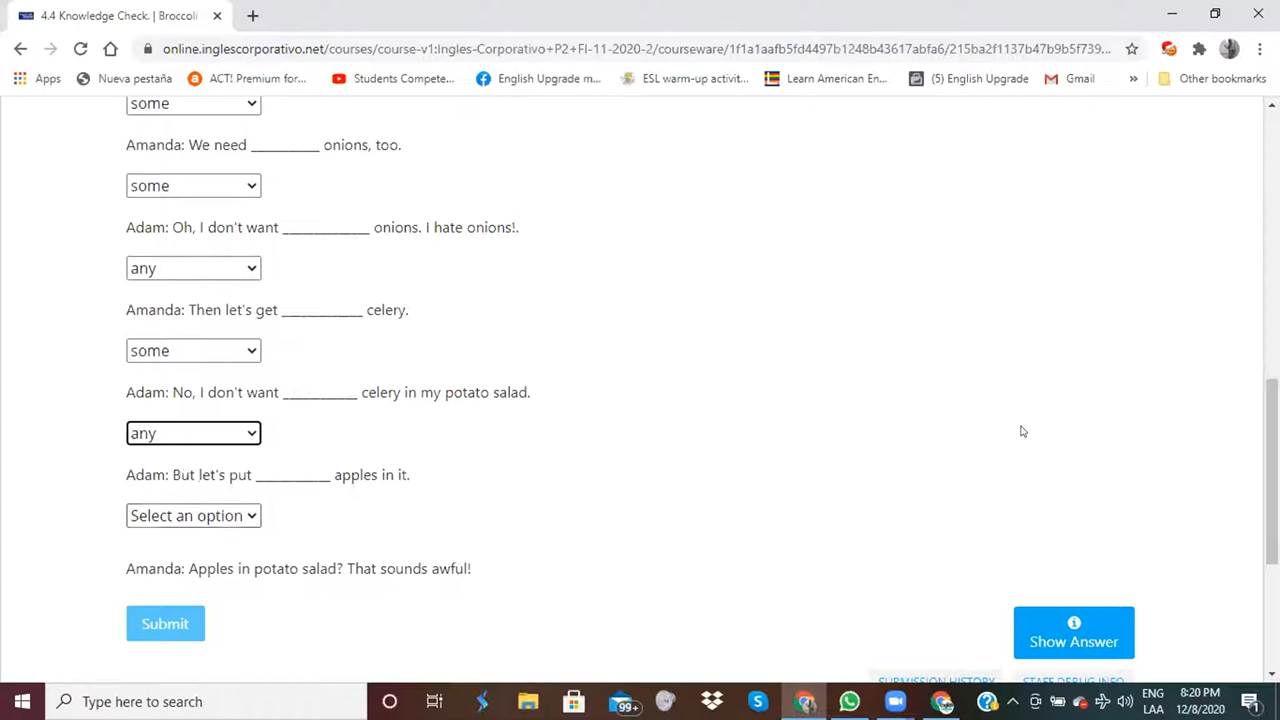 4.4 Knowledge Check. | Broccoli
online.inglescorporativo.net/courses/course-v1:Ingles-Corporativo+P2+FI-11-2020-2/courseware/1f1a1aafb5fd4497b1248b43617abfa6/215ba2f1137b47b9b5f739...
Apps Nueva pestaña ACT! Premium for... Students Compete... English Upgrade m... ESL warm-up activit... Learn American En... (5) English Upgrade Gmail » Other bookmarks
some
Amanda: We need _________ onions, too.
some
Adam: Oh, I don't want ___________ onions. I hate onions!.
any
Amanda: Then let's get __________ celery.
some
Adam: No, I don't want _________ celery in my potato salad.
any
Adam: But let's put _________ apples in it.
Select an option
Amanda: Apples in potato salad? That sounds awful!
Submit
Show Answer
SUBMISSION HISTORY STAFF DEBUG INFO
Type here to search
99+
ENG 8:20 PM
LAA 12/8/2020
1